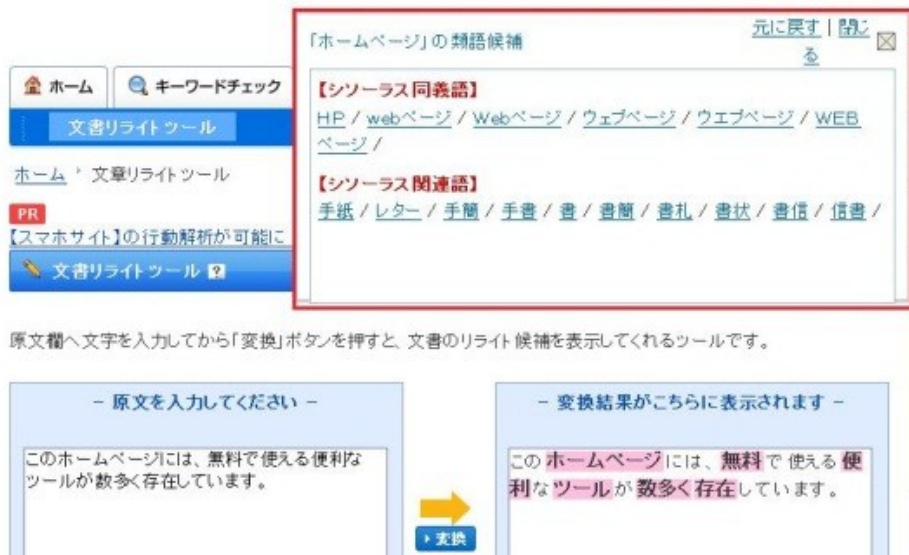 「ホームページ」の類語候補
元に戻す | 閉じ
る
【シソーラス同義語】
HP / webページ / Webページ / ウェブページ / ウエブページ / WEB
ページ /
【シソーラス関連語】
手紙 / レター / 手簡 / 手書 / 書 / 書簡 / 書札 / 書状 / 書信 / 信書 /
ホーム
キーワードチェック
文書リライトツール
ホーム 文章リライトツール
PR
【スマホサイト】の行動解析が可能に
文書リライトツール ?
原文欄へ文字を入力してから「変換」ボタンを押すと、文書のリライト候補を表示してくれるツールです。
- 原文を入力してください -
このホームページには、無料で使える便利な
ツールが数多く存在しています。
変換
- 変換結果がこちらに表示されます -
この ホームページ には、 無料 で 使える 便
利な ツール が 数多く 存在 しています。